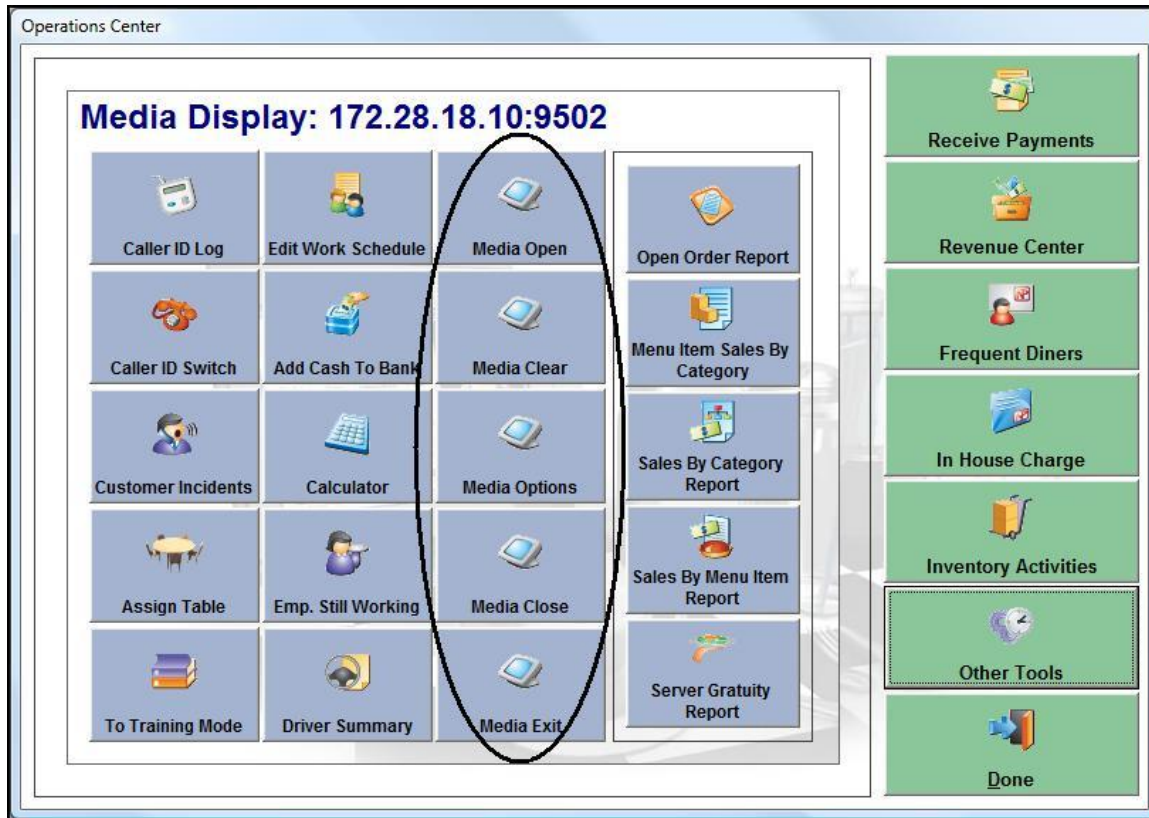 Operations Center
Media Display: 172.28.18.10:9502
Caller ID Log
Edit Work Schedule
Media Open
Caller ID Switch
Add Cash To Bank
Media Clear
Customer Incidents
Calculator
Media Options
Assign Table
Emp. Still Working
Media Close
To Training Mode
Driver Summary
Media Exit
Open Order Report
Menu Item Sales By
Category
Sales By Category
Report
Sales By Menu Item
Report
Server Gratuity
Report
Receive Payments
Revenue Center
Frequent Diners
In House Charge
Inventory Activities
Other Tools
Done